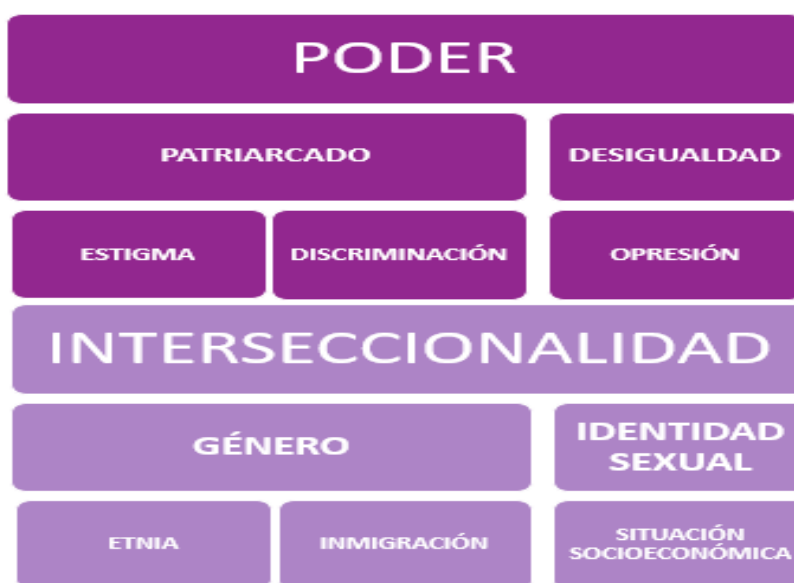 PODER
PATRIARCADO
DESIGUALDAD
ESTIGMA
DISCRIMINACIÓN
OPRESIÓN
INTERSECCIONALIDAD
GÉNERO
IDENTIDAD
SEXUAL
ETNIA
INMIGRACIÓN
SITUACIÓN
SOCIOECONÓMICA